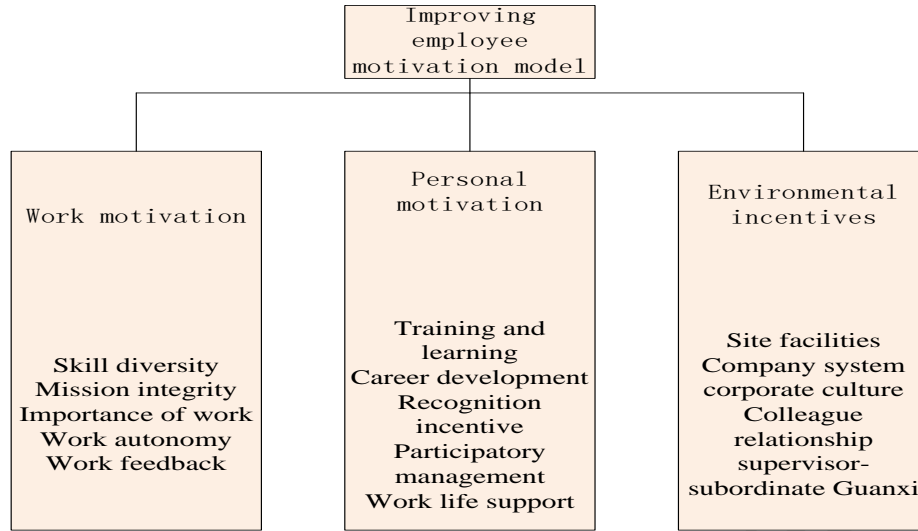 Improving
employee
motivation model
Work motivation
Skill diversity
Mission integrity
Importance of work
Work autonomy
Work feedback
Personal
motivation
Training and
learning
Career development
Recognition
incentive
Participatory
management
Work life support
Environmental
incentives
Site facilities
Company system
corporate culture
Colleague
relationship
supervisor-
subordinate Guanxi